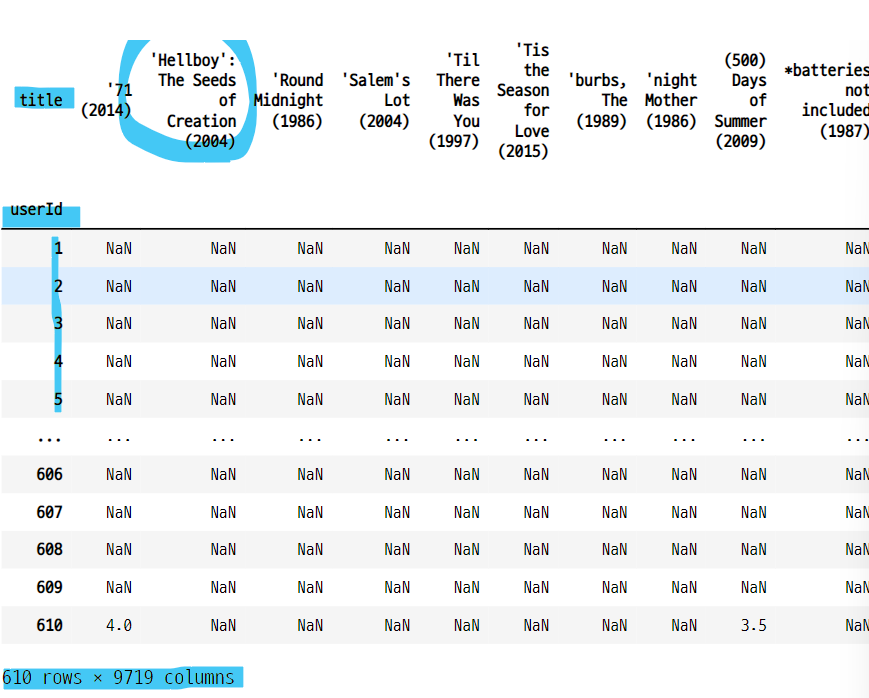 title '71 (2014) 'Hellboy': The Seeds of Creation (2004) 'Round Midnight (1986) 'Salem's Lot (2004) 'Til There Was You (1997) 'Tis the Season for Love (2015) 'burbs, The (1989) 'night Mother (1986) (500) Days of Summer (2009) *batteries not included (1987)
userId
1 NaN NaN NaN NaN NaN NaN NaN NaN NaN NaN
2 NaN NaN NaN NaN NaN NaN NaN NaN NaN NaN
3 NaN NaN NaN NaN NaN NaN NaN NaN NaN NaN
4 NaN NaN NaN NaN NaN NaN NaN NaN NaN NaN
5 NaN NaN NaN NaN NaN NaN NaN NaN NaN NaN
... ... ... ... ... ... ... ... ... ... ...
606 NaN NaN NaN NaN NaN NaN NaN NaN NaN NaN
607 NaN NaN NaN NaN NaN NaN NaN NaN NaN NaN
608 NaN NaN NaN NaN NaN NaN NaN NaN NaN NaN
609 NaN NaN NaN NaN NaN NaN NaN NaN NaN NaN
610 4.0 NaN NaN NaN NaN NaN NaN NaN 3.5 NaN
610 rows × 9719 columns